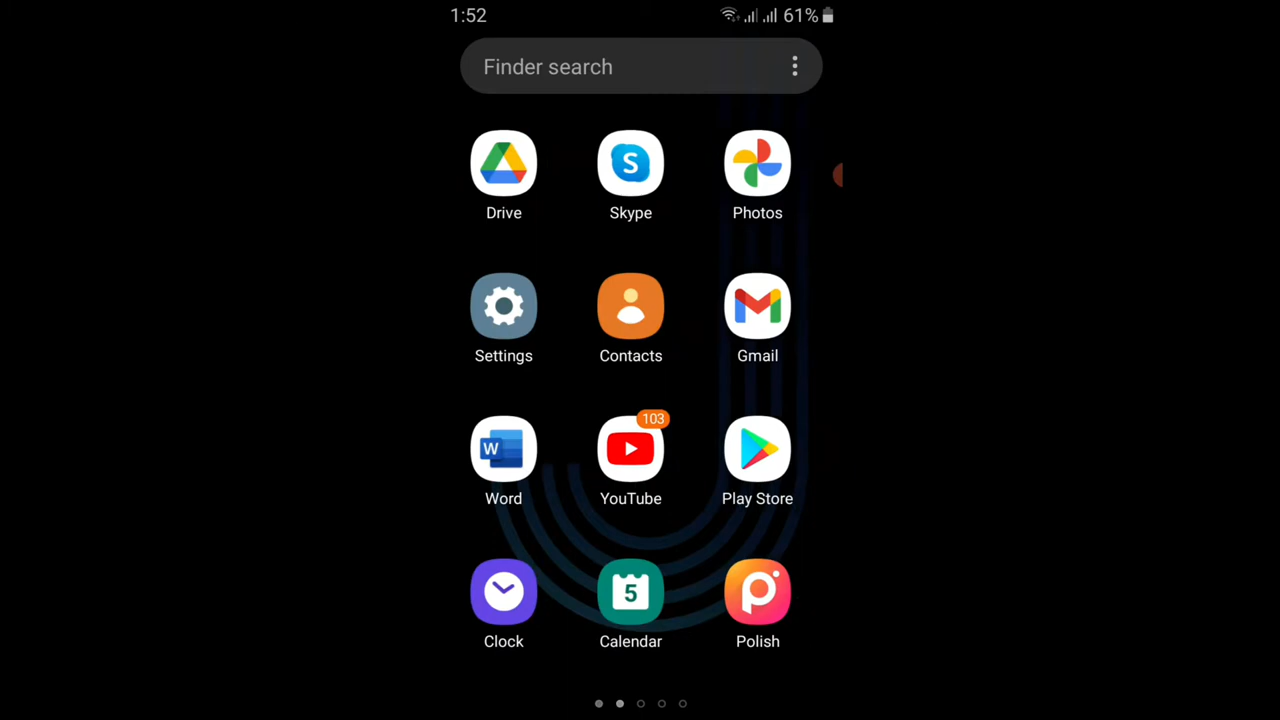 1:52 61%
Finder search
S
Drive Skype Photos
Settings Contacts Gmail
W 103
Word YouTube Play Store
5
Clock Calendar Polish